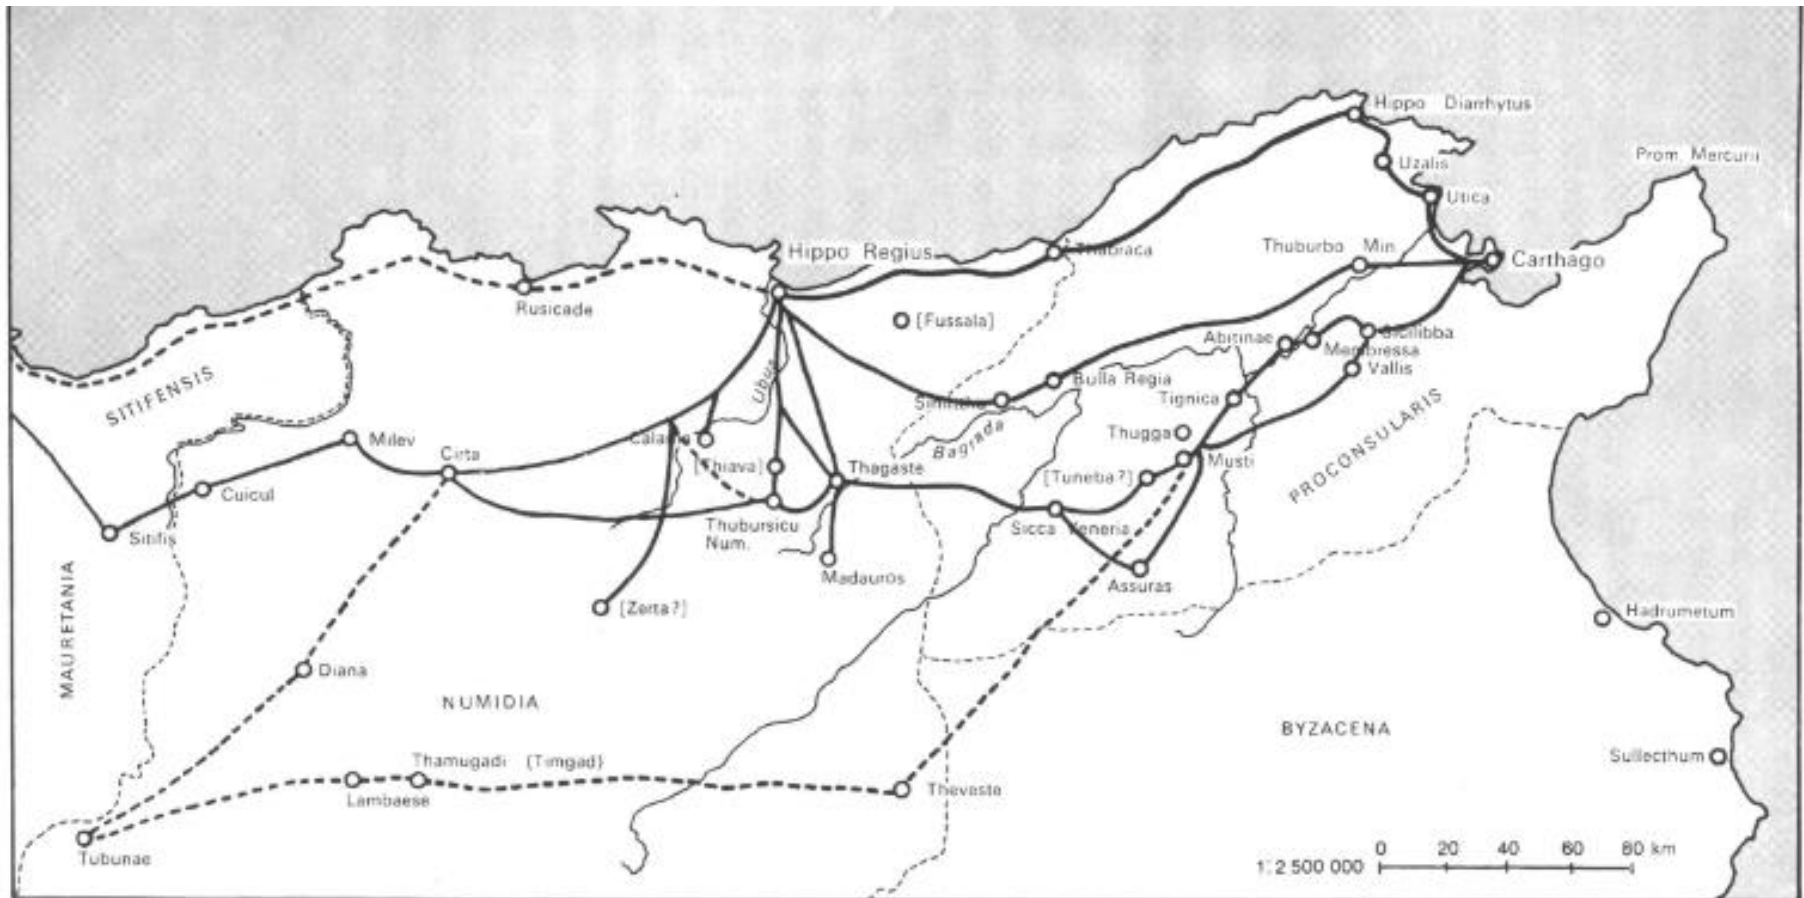 Hippo Diarrhytus
Prom. Mercurii
Uzalis
Utica
Hippo Regius
Thabraca
Thuburbo Min.
Carthago
Rusicade
[Fussala]
Abitinae
Sicilibba
Membressa
Vallis
SITIFENSIS
Ubus
Bulla Regia
Simitthu
Tignica
Milev
Calama
Bagrada
Thugga
PROCONSULARIS
Cirta
[Thiava]
Thagaste
Musti
[Tuneba?]
Cuicul
Sitifis
Thubursicu
Num.
Sicca Veneria
Madauros
Assuras
MAURETANIA
[Zerta?]
Hadrumetum
Diana
NUMIDIA
BYZACENA
Thamugadi (Timgad)
Sullecthum
Lambaese
Theveste
Tubunae
0 20 40 60 80 km
1:2 500 000